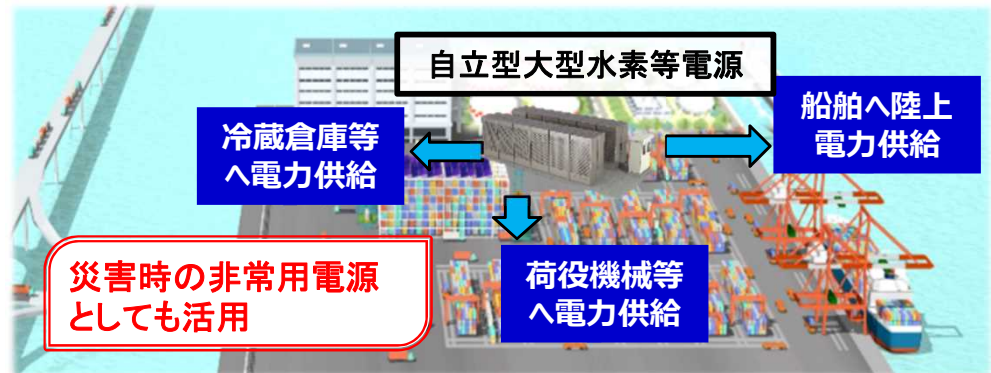 自立型大型水素等電源
船舶へ陸上
電力供給
冷蔵倉庫等
へ電力供給
荷役機械等
へ電力供給
災害時の非常用電源
としても活用